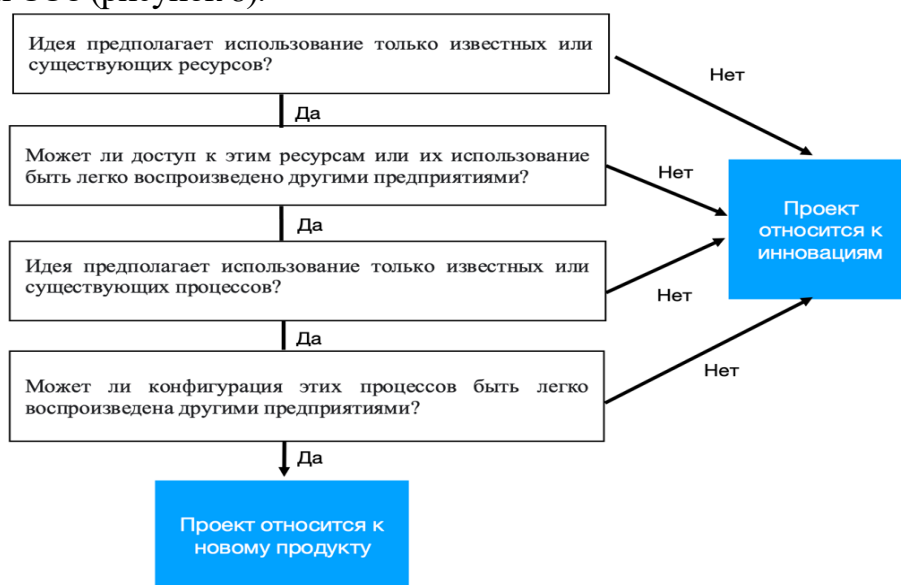 Идея предполагает использование только известных или
существующих ресурсов?
Нет
Да
Может ли доступ к этим ресурсам или их использование
быть легко воспроизведено другими предприятиями?
Нет
Проект
относится к
инновациям
Да
Идея предполагает использование только известных или
существующих процессов?
Нет
Да
Может ли конфигурация этих процессов быть легко
воспроизведена другими предприятиями?
Нет
Да
Проект относится к
новому продукту